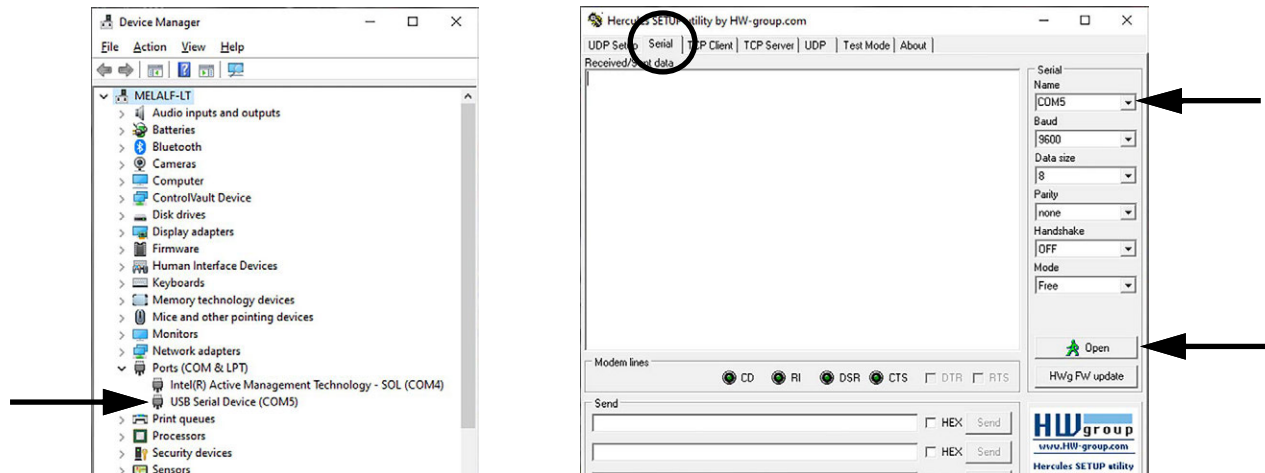 Device Manager
File Action View Help
MELALF-LT
Audio inputs and outputs
Batteries
Bluetooth
Cameras
Computer
ControlVault Device
Disk drives
Display adapters
Firmware
Human Interface Devices
Keyboards
Memory technology devices
Mice and other pointing devices
Monitors
Network adapters
Ports (COM & LPT)
Intel(R) Active Management Technology - SOL (COM4)
USB Serial Device (COM5)
Print queues
Processors
Security devices
Sensors
Hercules SETUP utility by HW-group.com
UDP Setup Serial TCP Client TCP Server UDP Test Mode About
Received/Sent data
Serial
Name
COM5
Baud
9600
Data size
8
Parity
none
Handshake
OFF
Mode
Free
Open
HWg FW update
Modem lines
CD RI DSR CTS DTR RTS
Send
HEX Send
HEX Send
HW group
www.HW-group.com
Hercules SETUP utility